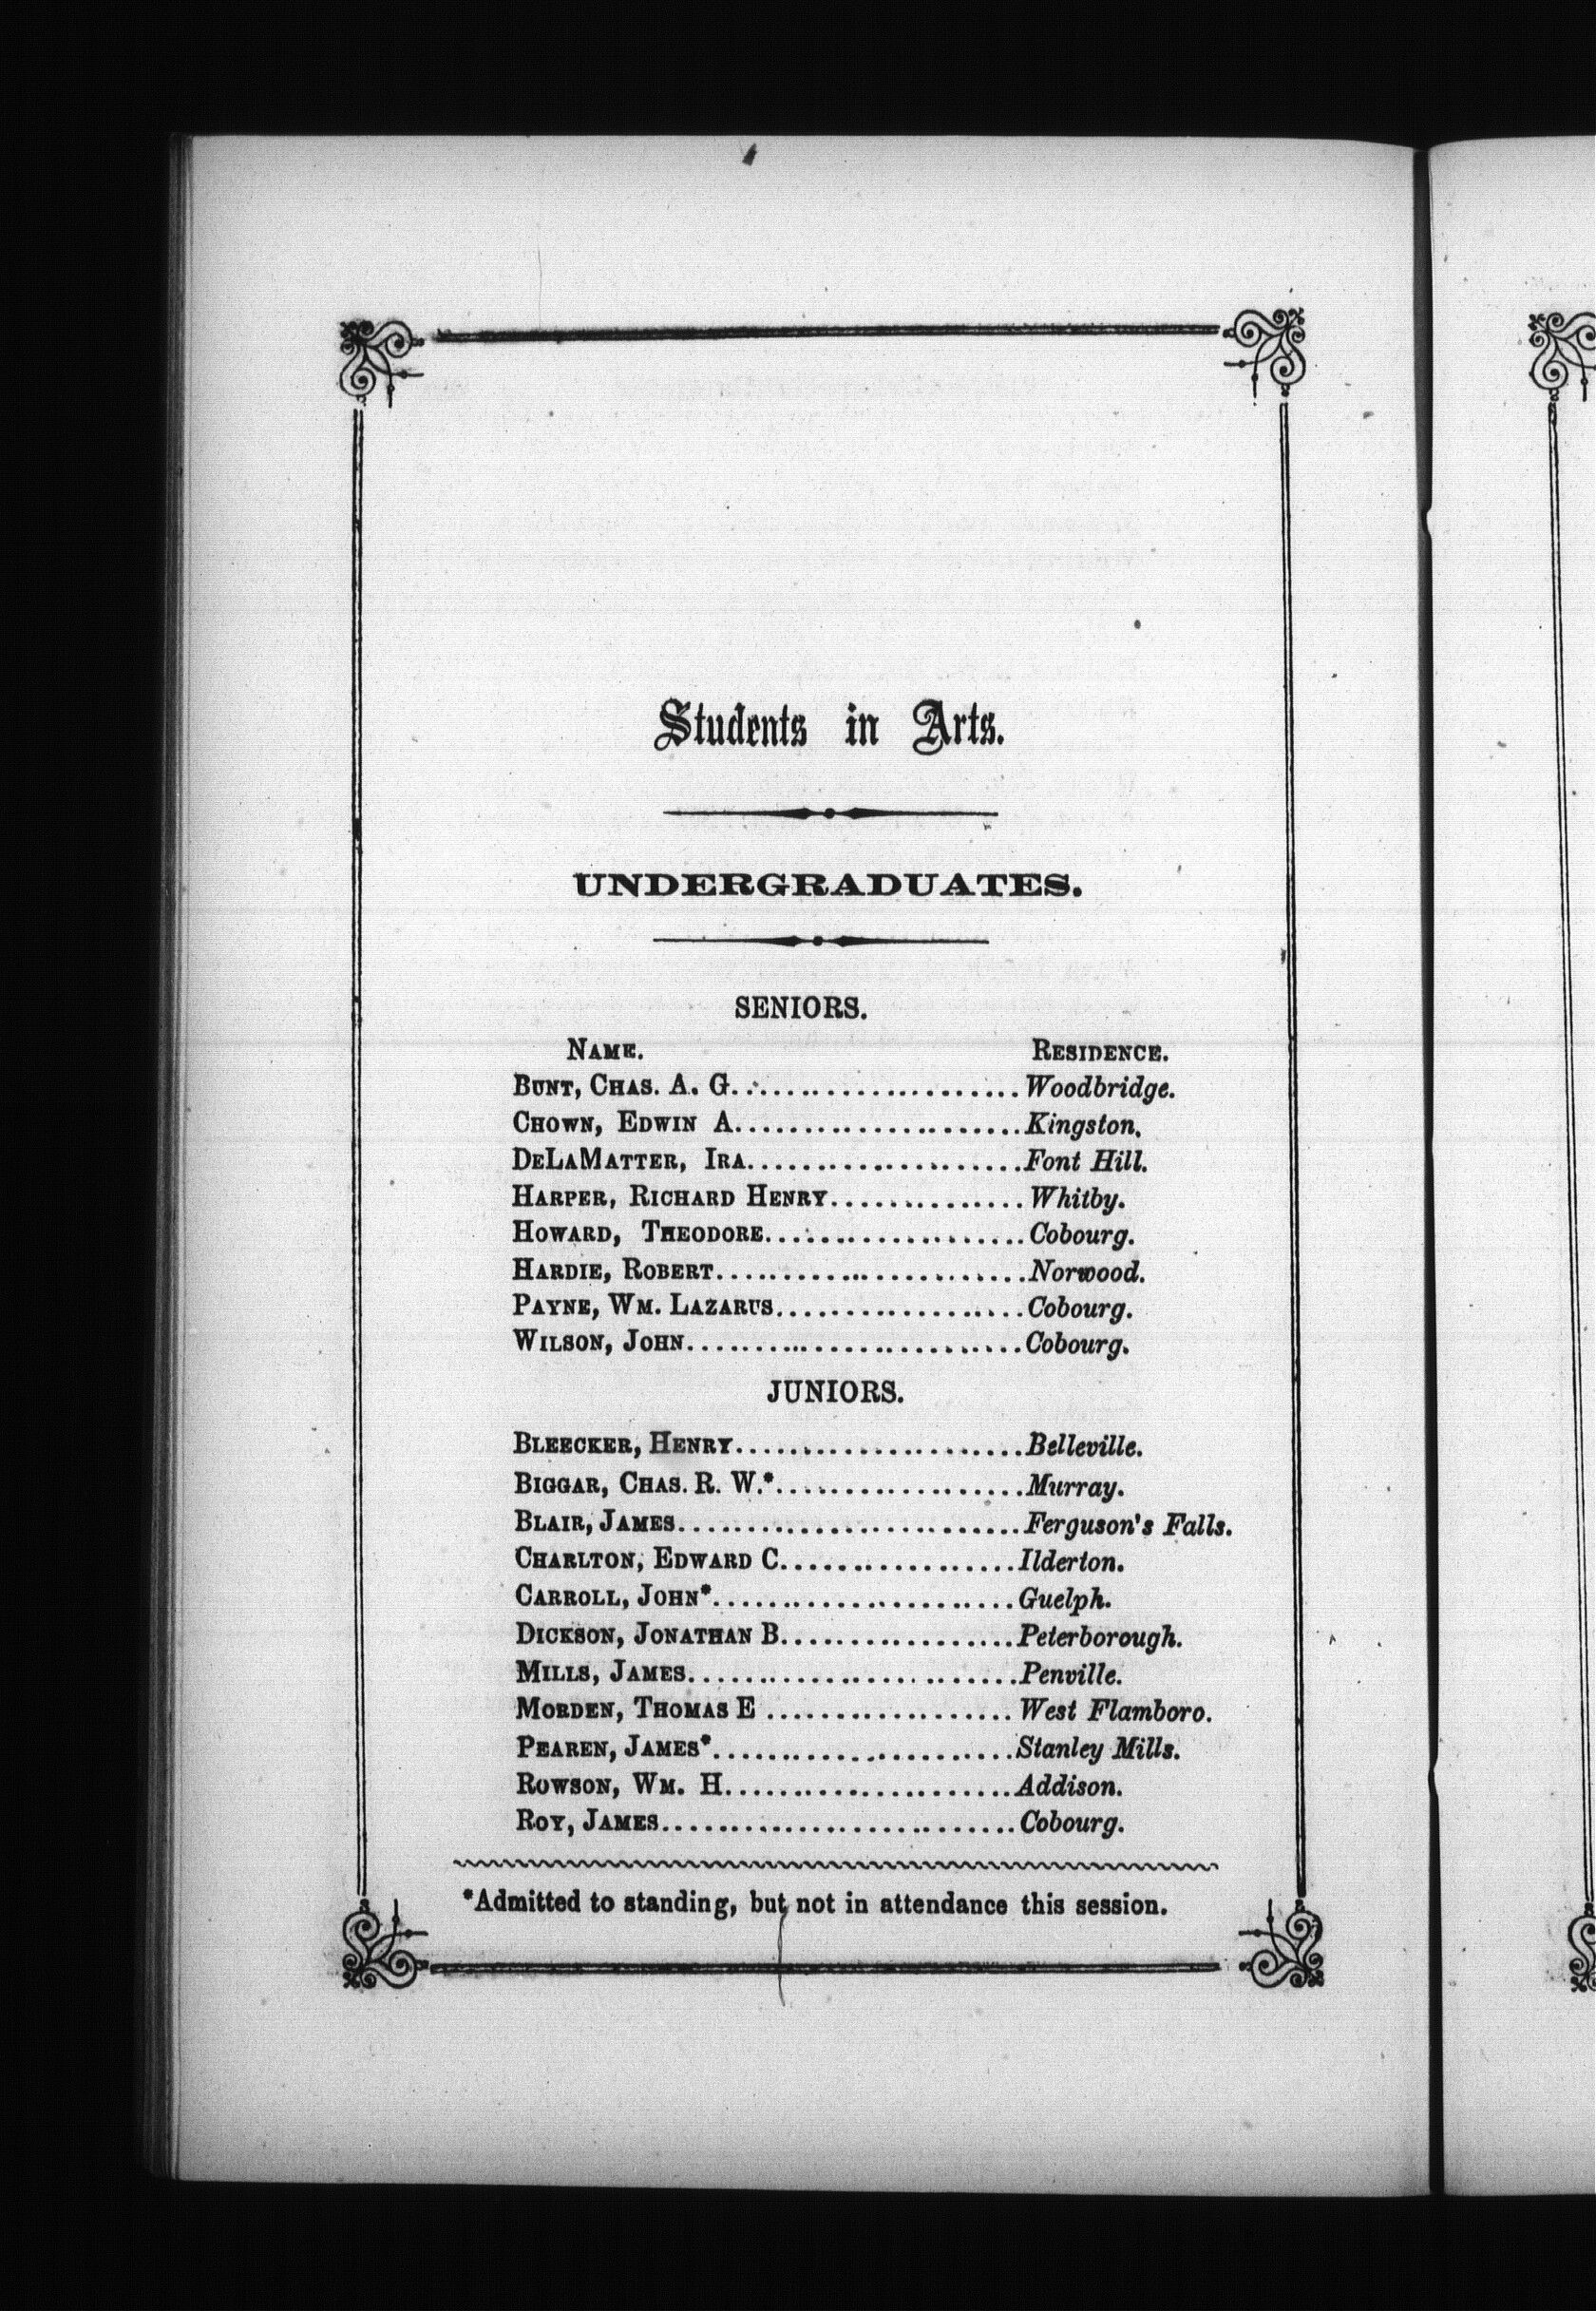 Students in Arts.
UNDERGRADUATES.
SENIORS.
NAME. RESIDENCE.
BUNT, CHAS. A. G..........................Woodbridge.
CHOWN, EDWIN A........................Kingston.
DELAMATTER, IRA.......................Font Hill.
HARPER, RICHARD HENRY................Whitby.
HOWARD, THEODORE.....................Cobourg.
HARDIE, ROBERT..........................Norwood.
PAYNE, WM. LAZARUS....................Cobourg.
WILSON, JOHN............................Cobourg.
JUNIORS.
BLEECKER, HENRY........................Belleville.
BIGGAR, CHAS. R. W.*....................Murray.
BLAIR, JAMES............................Ferguson's Falls.
CHARLTON, EDWARD C...................Ilderton.
CARROLL, JOHN*.........................Guelph.
DICKSON, JONATHAN B...................Peterborough.
MILLS, JAMES............................Penville.
MORDEN, THOMAS E .....................West Flamboro.
PEAREN, JAMES*.........................Stanley Mills.
ROWSON, WM. H........................Addison.
ROY, JAMES.............................Cobourg.
*Admitted to standing, but not in attendance this session.